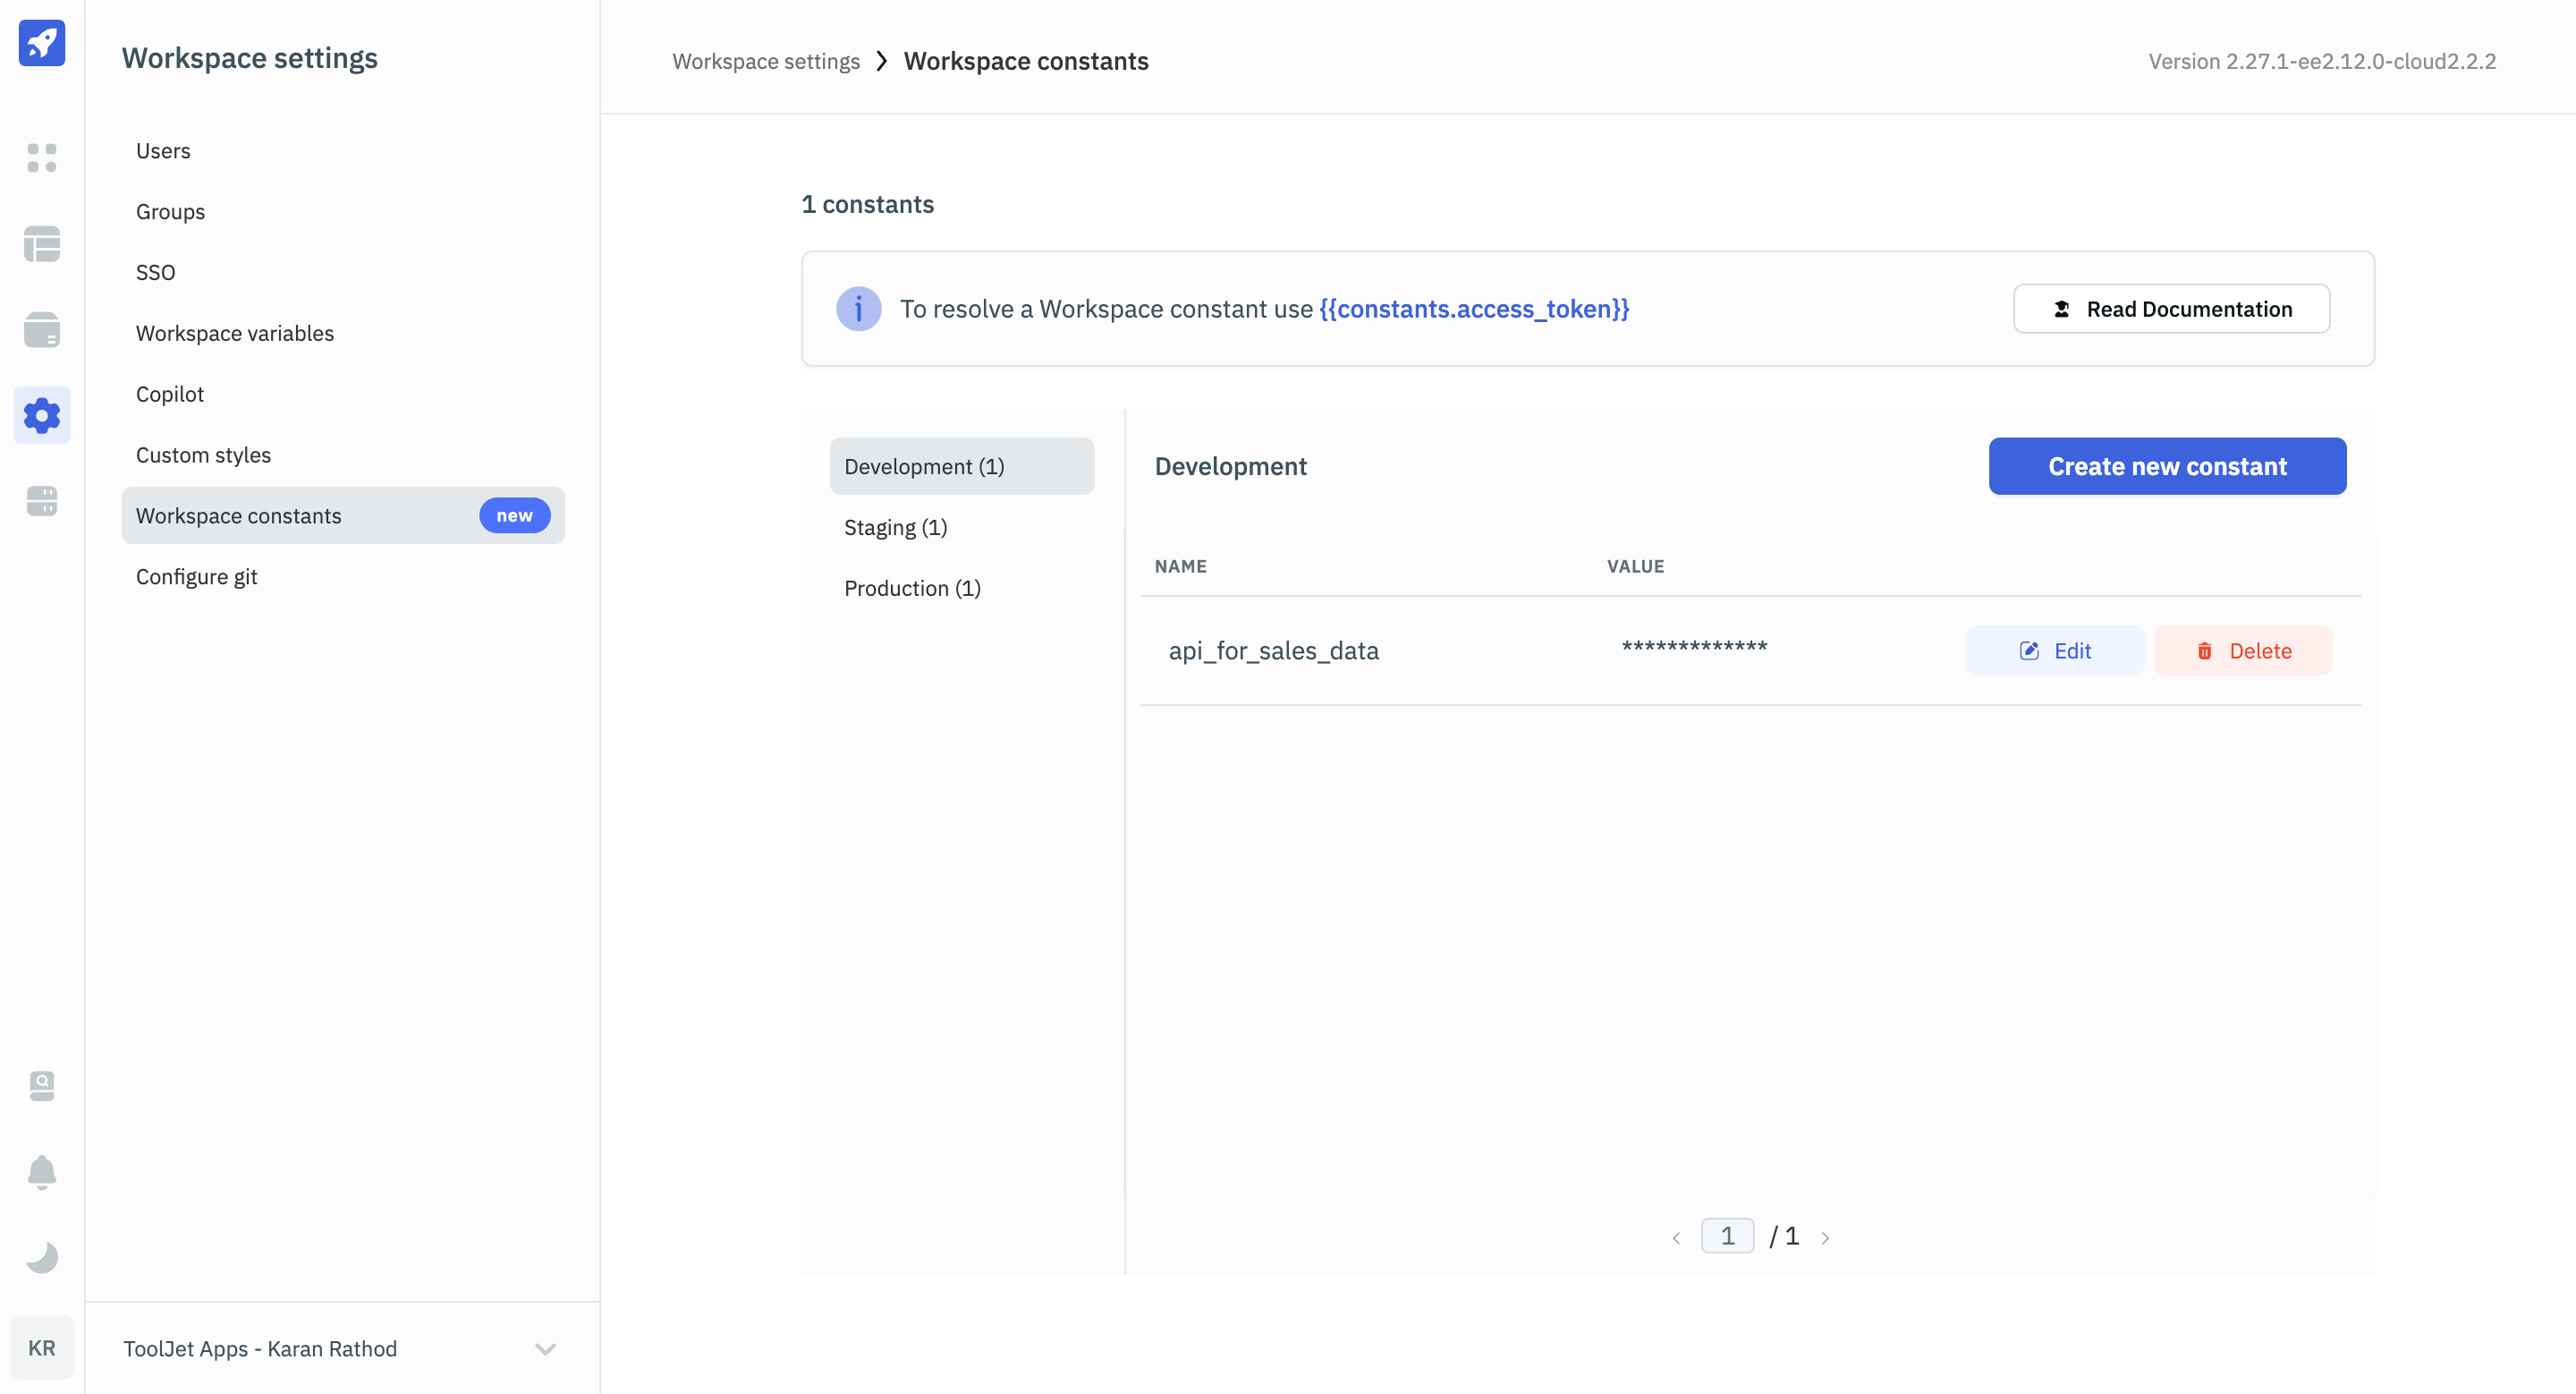 Workspace settings
Users
Groups
SSO
Workspace variables
Copilot
Custom styles
Workspace constants new
Configure git
KR
ToolJet Apps - Karan Rathod
Workspace settings Workspace constants
Version 2.27.1-ee2.12.0-cloud2.2.2
1 constants
i To resolve a Workspace constant use {{constants.access_token}}
Read Documentation
Development (1)
Staging (1)
Production (1)
Development
Create new constant
NAME VALUE
api_for_sales_data ************* Edit Delete
1 / 1